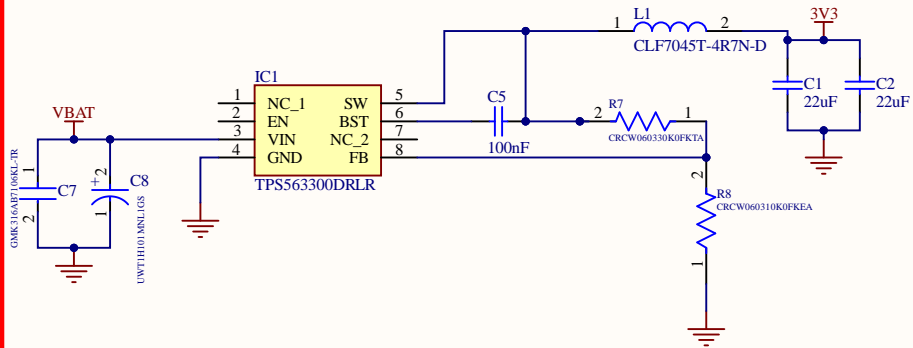 L1
1
2
CLF7045T-4R7N-D
3V3
C1
22uF
C2
22uF
IC1
1
NC_1
SW
5
2
EN
BST
6
3
VIN
NC_2
7
4
GND
FB
8
TPS563300DRLR
C5
100nF
2
R7
1
CRCW060330K0FKTA
VBAT
1
C7
2
GMK316AB7106KL-TR
+
2
C8
1
UWT1H101MNL1GS
2
R8
CRCW060310K0FKEA
1